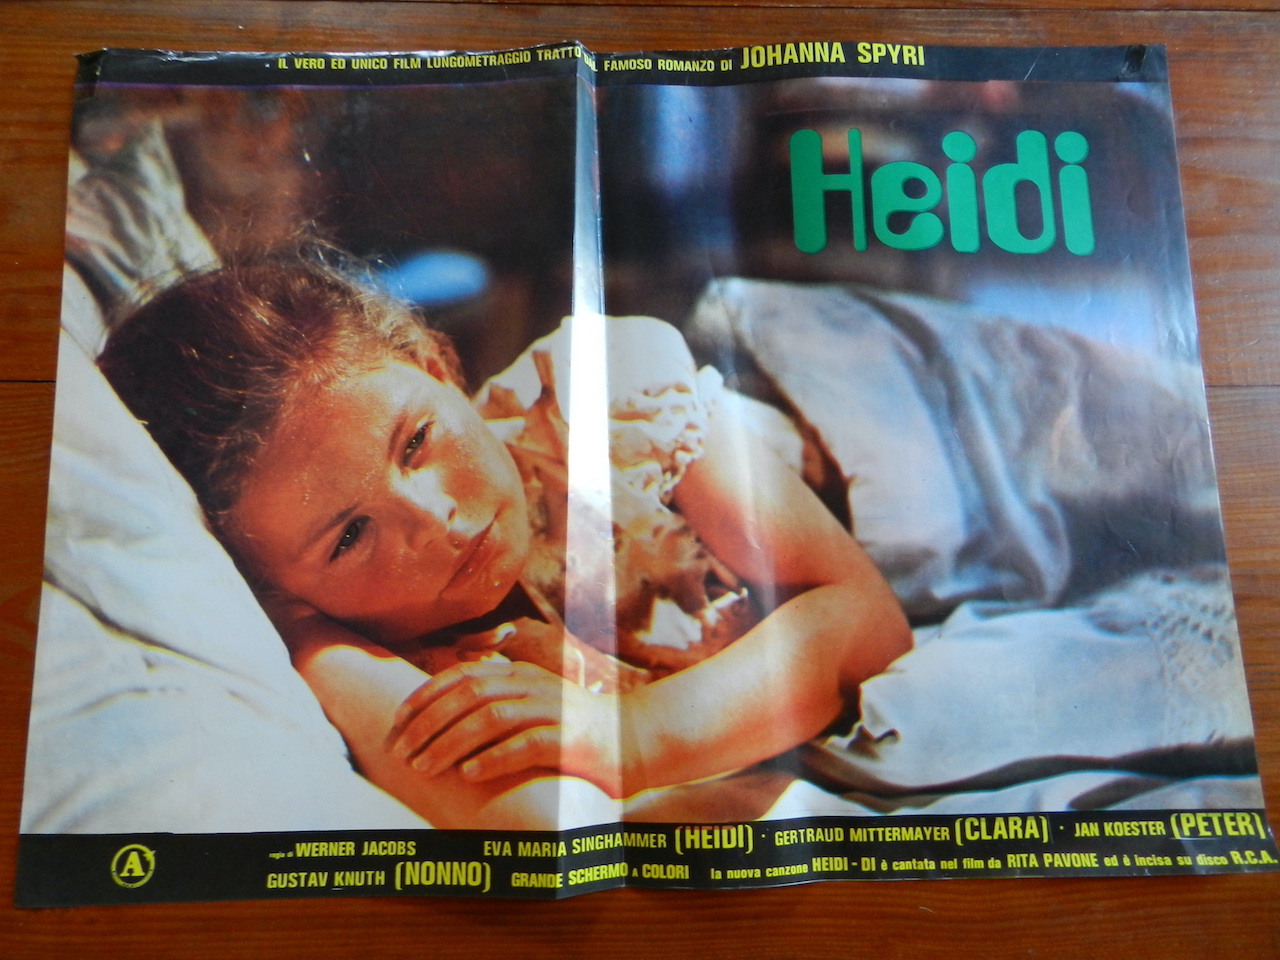 IL VERO ED UNICO FILM LUNGOMETRAGGIO TRATTO DAL FAMOSO ROMANZO DI JOHANNA SPYRI
Heidi
A
regia di WERNER JACOBS EVA MARIA SINGHAMMER (HEIDI) · GERTRAUD MITTERMAYER (CLARA) · JAN KOESTER (PETER)
GUSTAV KNUTH (NONNO) GRANDE SCHERMO A COLORI la nuova canzone HEIDI - DI è cantata nel film da RITA PAVONE ed è incisa su disco R.C.A.